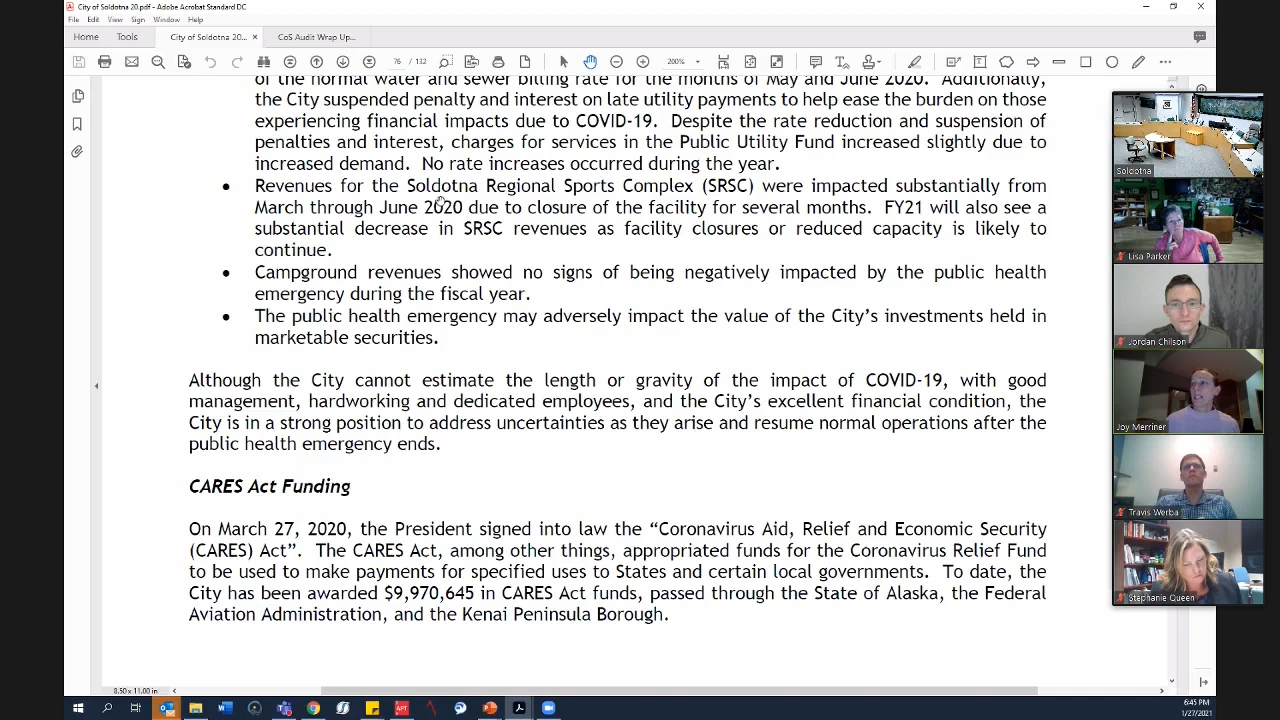 City of Soldotna 20.pdf - Adobe Acrobat Standard DC
File Edit View Sign Window Help
Home Tools City of Soldotna 20... × CoS Audit Wrap Up...
76 / 132 200%
of the normal water and sewer billing rate for the months of May and June 2020. Additionally,
the City suspended penalty and interest on late utility payments to help ease the burden on those
experiencing financial impacts due to COVID-19. Despite the rate reduction and suspension of
penalties and interest, charges for services in the Public Utility Fund increased slightly due to
increased demand. No rate increases occurred during the year.
• Revenues for the Soldotna Regional Sports Complex (SRSC) were impacted substantially from
March through June 2020 due to closure of the facility for several months. FY21 will also see a
substantial decrease in SRSC revenues as facility closures or reduced capacity is likely to
continue.
• Campground revenues showed no signs of being negatively impacted by the public health
emergency during the fiscal year.
• The public health emergency may adversely impact the value of the City's investments held in
marketable securities.
Although the City cannot estimate the length or gravity of the impact of COVID-19, with good
management, hardworking and dedicated employees, and the City's excellent financial condition, the
City is in a strong position to address uncertainties as they arise and resume normal operations after the
public health emergency ends.
CARES Act Funding
On March 27, 2020, the President signed into law the "Coronavirus Aid, Relief and Economic Security
(CARES) Act". The CARES Act, among other things, appropriated funds for the Coronavirus Relief Fund
to be used to make payments for specified uses to States and certain local governments. To date, the
City has been awarded $9,970,645 in CARES Act funds, passed through the State of Alaska, the Federal
Aviation Administration, and the Kenai Peninsula Borough.
8.50 x 11.00 in
Soldotna
Lisa Parker
Jordan Chilson
Joy Merriner
Travis Werba
Stephanie Queen
6:45 PM
1/27/2021